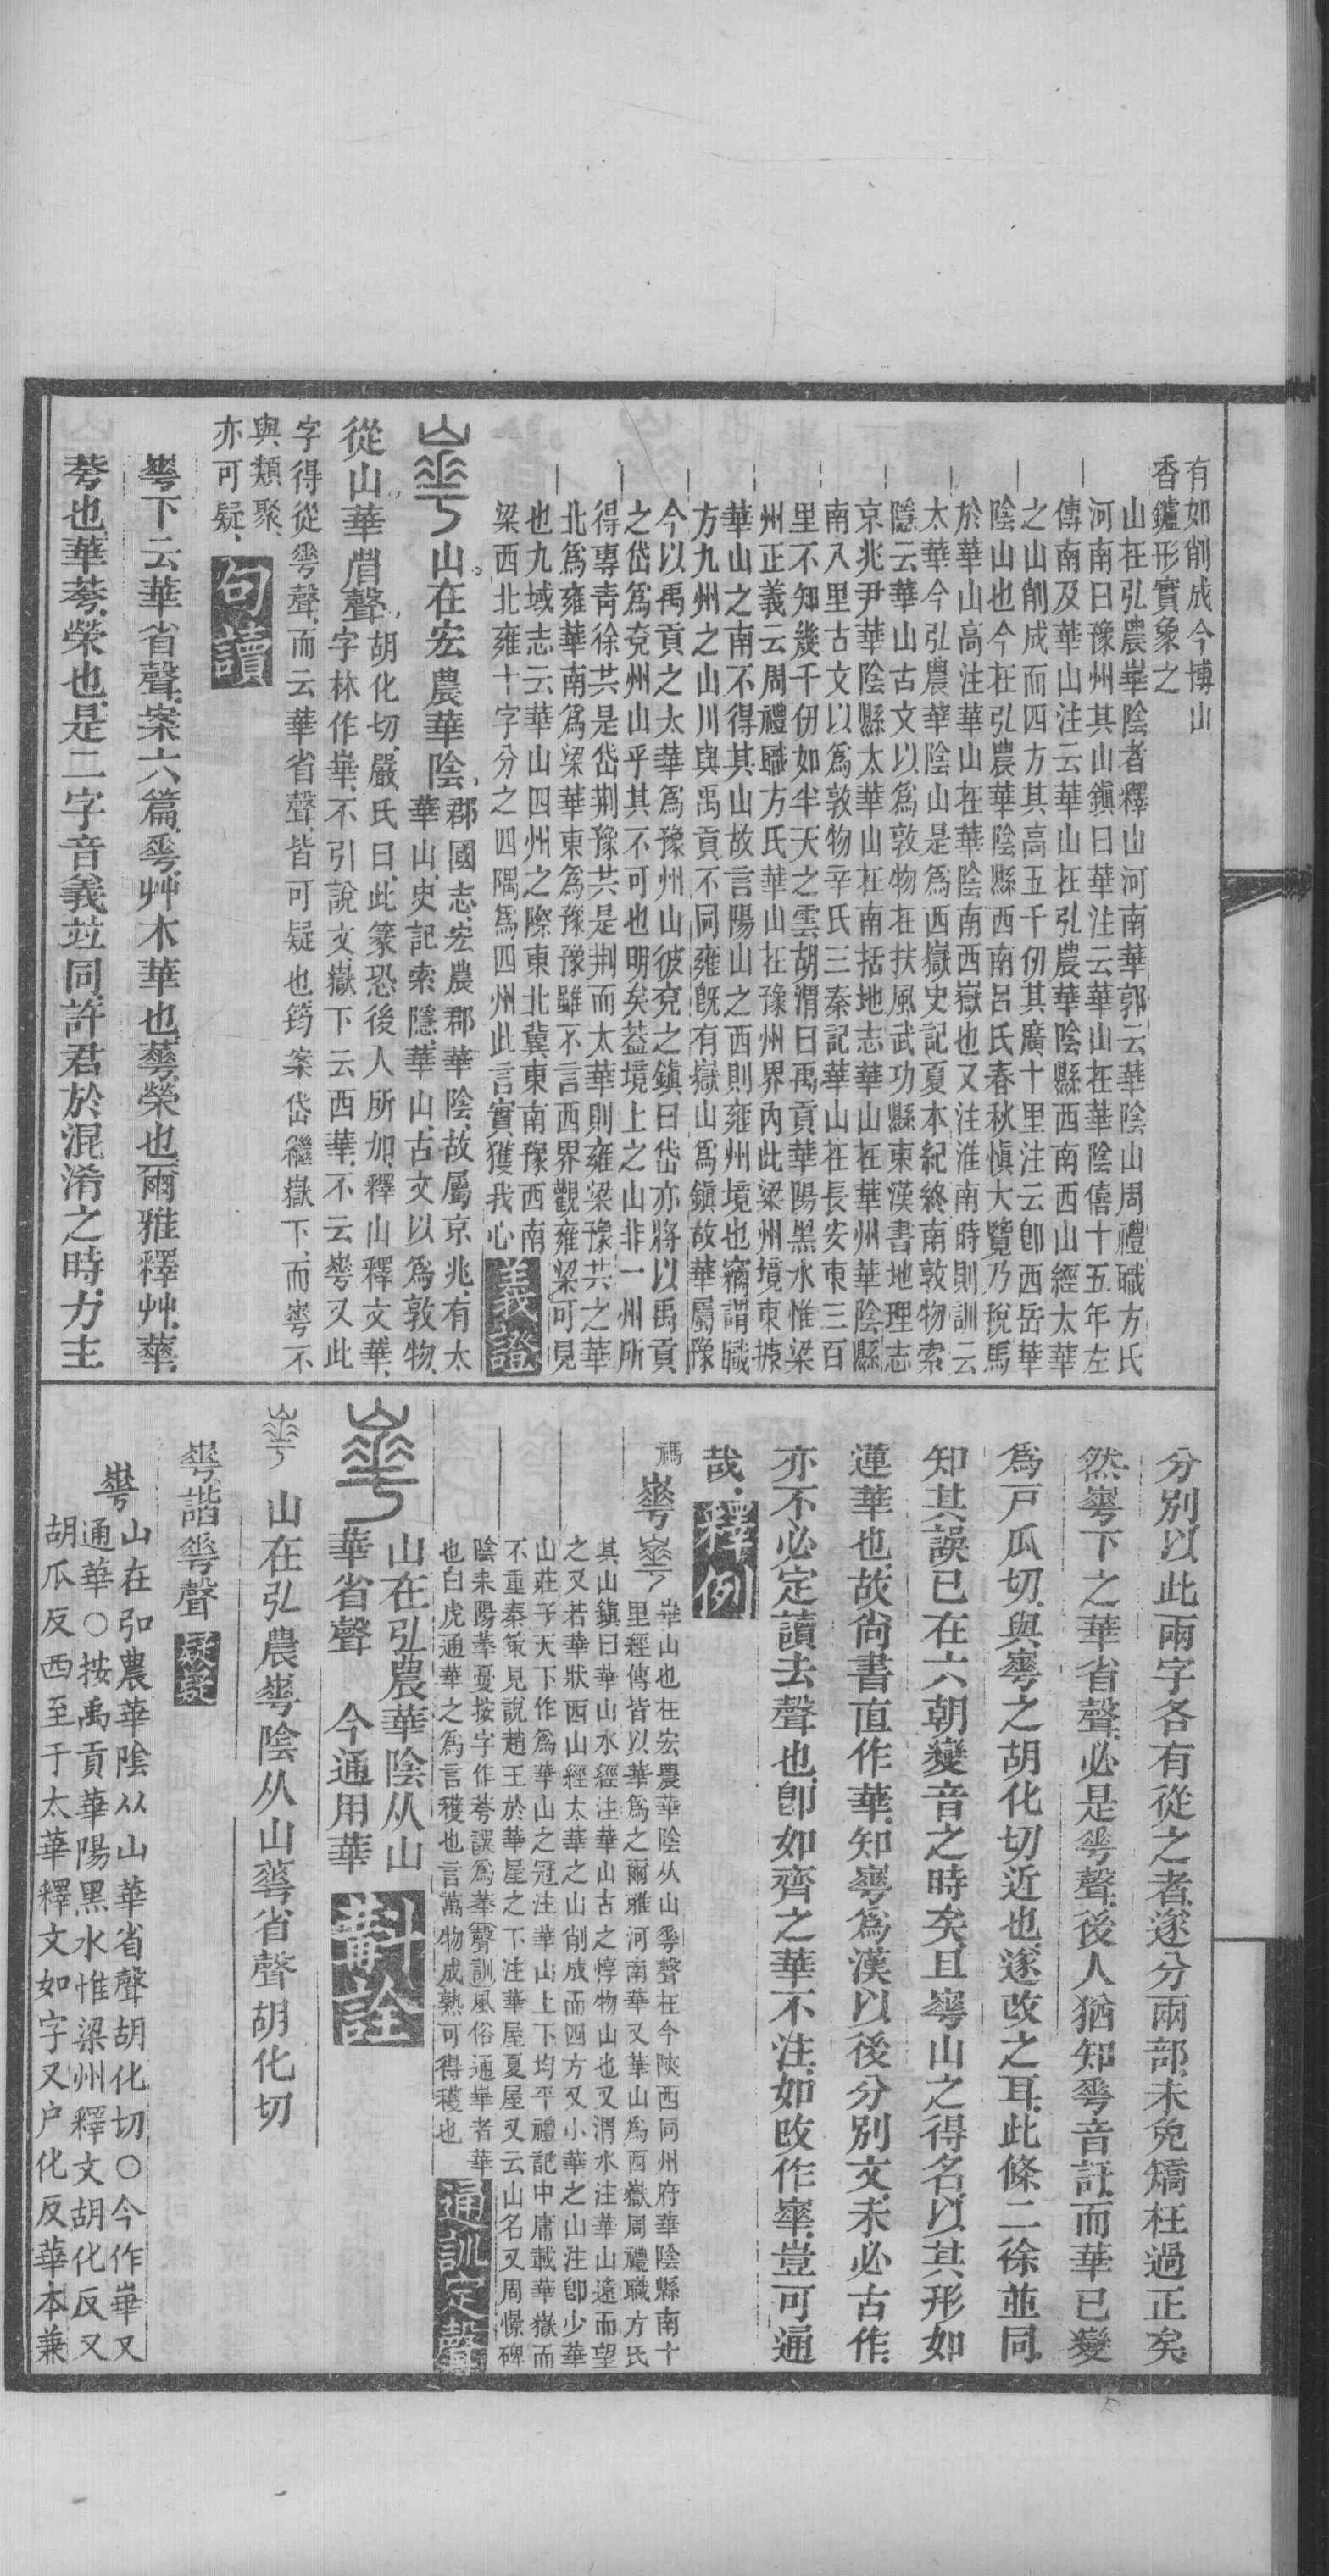 有如削成今博山
香鑪形實象之
山在弘農崋陰者釋山河南華郭云華陰山周禮職方氏
河南曰豫州其山鎭曰華注云華山在華陰僖十五年左
傳南及華山注云華山在弘農華陰縣西南西山經太華
之山削成而四方其高五千仞其廣十里注云卽西岳華
陰山也今在弘農華陰縣西南呂氏春秋愼大覽乃稅馬
於華山高注華山在華陰南西嶽也又注淮南時則訓云
太華今弘農華陰山是爲西嶽史記夏本紀終南敦物索
隱云華山古文以爲敦物在扶風武功縣東漢書地理志
京兆尹華陰縣太華山在南括地志華山在華州華陰縣
南八里古文以爲敦物辛氏三秦記華山在長安東三百
里不知幾千仞如半天之雲胡渭曰禹貢華陽黑水惟梁
州正義云周禮職方氏華山在豫州界內此梁州境東據
華山之南不得其山故言陽山之西則雍州境也竊謂職
方九州之山川與禹貢不同雍旣有嶽山爲鎭故華屬豫
今以禹貢之太華爲豫州山彼兗之鎭曰岱亦將以禹貢
之岱爲兗州山乎其不可也明矣蓋境上之山非一州所
得專靑徐共是岱荆豫共是荆而太華則雍梁豫共之華
北爲雍華南爲梁華東爲豫豫雖不言西界觀雍梁可見
也九域志云華山四州之際東北冀東南豫西南
梁西北雍十字分之四隅爲四州此言實獲我心 義證
崋 山在宏農華陰 郡國志宏農郡華陰故屬京兆有太
華山史記索隱華山古文以爲敦物
從山華省聲 胡化切嚴氏曰此篆恐後人所加釋山釋文華
字林作崋不引說文嶽下云西華不云崋又此
字得從𠌶聲而云華省聲皆可疑也筠案岱繼嶽下而崋不
與類聚
亦可疑 句讀
崋下云華省聲案六篇𠌶艸木華也蕐榮也爾雅釋艸華
荂也華荂榮也是二字音義竝同許君於混淆之時力主
分別以此兩字各有從之者遂分兩部未免矯枉過正矣
然崋下之華省聲必是𠌶聲後人猶知𠌶音訏而華已變
爲戸瓜切與崋之胡化切近也遂改之耳此條二徐並同
知其誤已在六朝變音之時矣且崋山之得名以其形如
蓮華也故尙書直作華知崋爲漢以後分別文未必古作
亦不必定讀去聲也卽如齊之華不注如改作崋豈可通
哉 釋例
禡 崋 崋山也在宏農華陰从山𠌶聲在今陝西同州府華陰縣南十
里經傳皆以華爲之爾雅河南華又華山爲西嶽周禮職方氏
其山鎭曰華山水經注華山古之惇物山也又渭水注華山遠而望
之又若華狀西山經太華之山削成而四方又小華之山注卽少華
山莊子天下作爲華山之冠注華山上下均平禮記中庸載華嶽而
不重秦策見說趙王於華屋之下注華屋夏屋又云山名又周憬碑
陰耒陽崋憂按字作荂誤爲崋聲訓風俗通崋者華
也白虎通華之爲言穫也言萬物成熟可得穫也 通訓定聲
崋 山在弘農華陰从山
華省聲 今通用華 斠詮
崋 山在弘農崋陰从山蕐省聲胡化切
崋諧𠌶聲 疑疑
崋 山在弘農華陰从山華省聲胡化切○今作崋又
通華○按禹貢華陽黑水惟梁州釋文胡化反又
胡瓜反西至于太華釋文如字又户化反華本兼